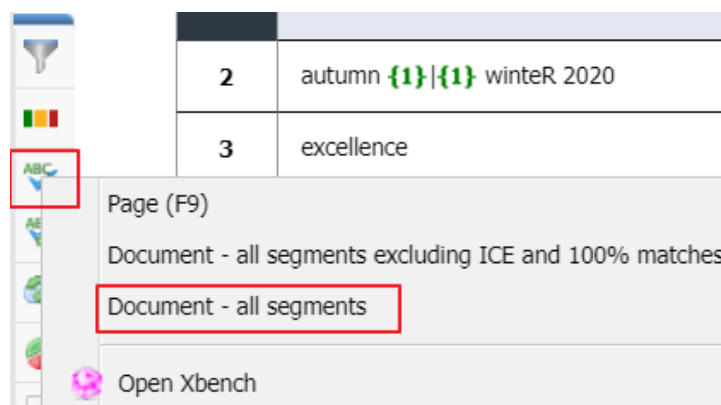 2 autumn {1}|{1} winteR 2020
3 excellence
ABC
Page (F9)
Document - all segments excluding ICE and 100% matches
Document - all segments
Open Xbench